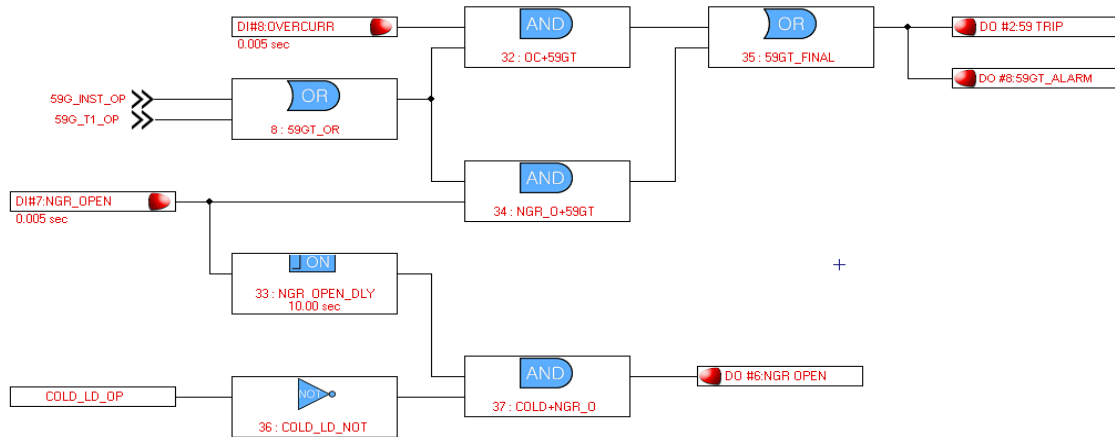 DI#8:OVERCURR
0.005 sec
AND
32 : OC+59GT
OR
35 : 59GT_FINAL
DO #2:59 TRIP
DO #8:59GT_ALARM
59G_INST_OP
59G_T1_OP
OR
8 : 59GT_OR
DI#7:NGR_OPEN
0.005 sec
AND
34 : NGR_O+59GT
ON
33 : NGR_OPEN_DLY
10.00 sec
COLD_LD_OP
NOT
36 : COLD_LD_NOT
AND
37 : COLD+NGR_O
DO #6:NGR OPEN